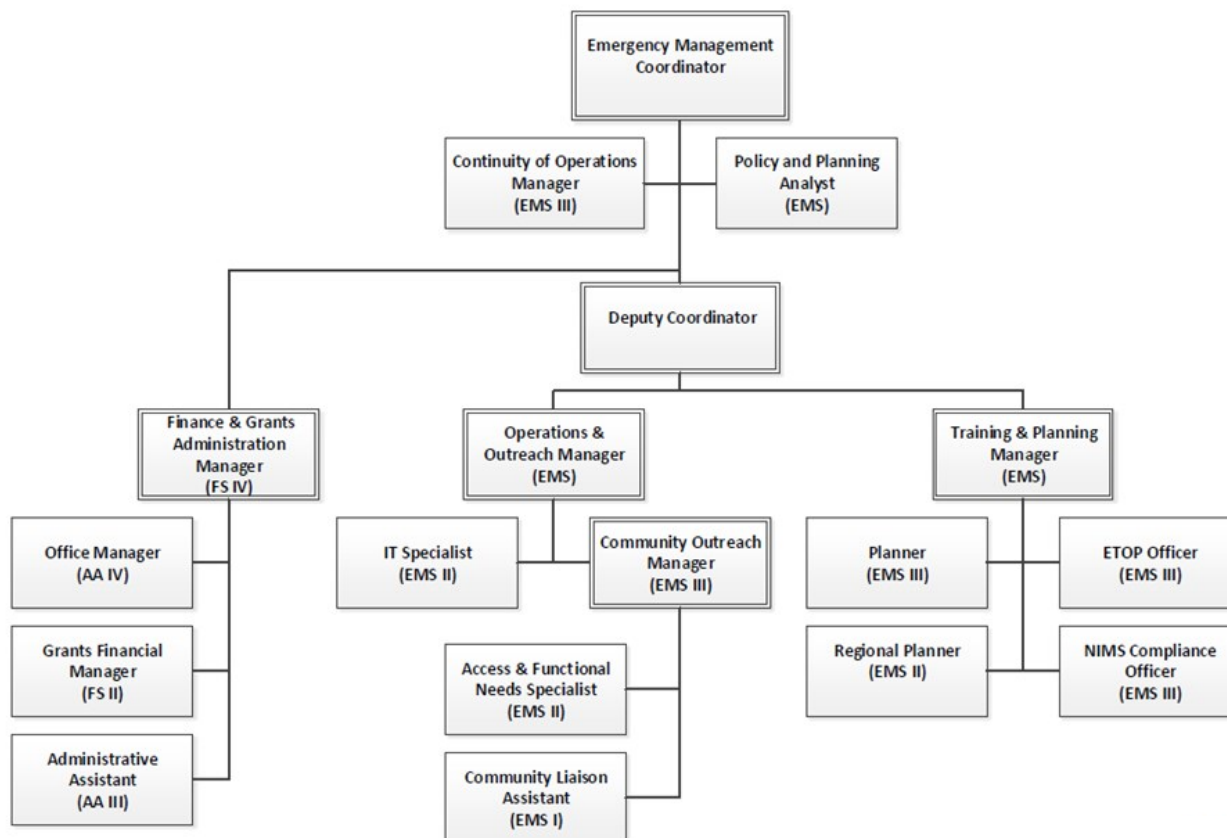 Emergency Management
Coordinator
Continuity of Operations
Manager
(EMS III)
Policy and Planning
Analyst
(EMS)
Deputy Coordinator
Finance & Grants
Administration
Manager
(FS IV)
Operations &
Outreach Manager
(EMS)
Training & Planning
Manager
(EMS)
Office Manager
(AA IV)
IT Specialist
(EMS II)
Community Outreach
Manager
(EMS III)
Planner
(EMS III)
ETOP Officer
(EMS III)
Grants Financial
Manager
(FS II)
Access & Functional
Needs Specialist
(EMS II)
Regional Planner
(EMS II)
NIMS Compliance
Officer
(EMS III)
Administrative
Assistant
(AA III)
Community Liaison
Assistant
(EMS I)